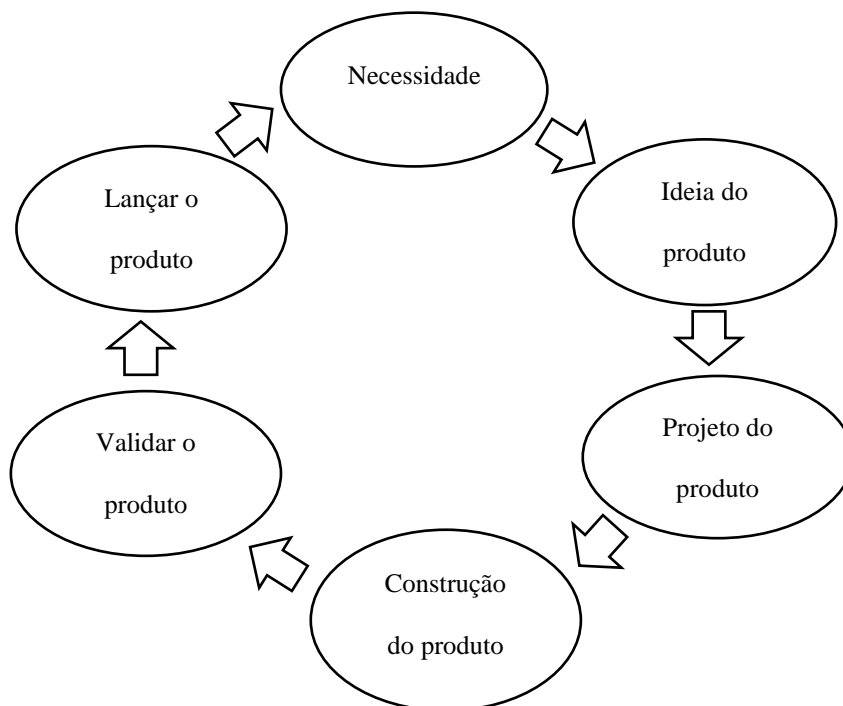 Necessidade
Ideia do
produto
Projeto do
produto
Construção
do produto
Validar o
produto
Lançar o
produto